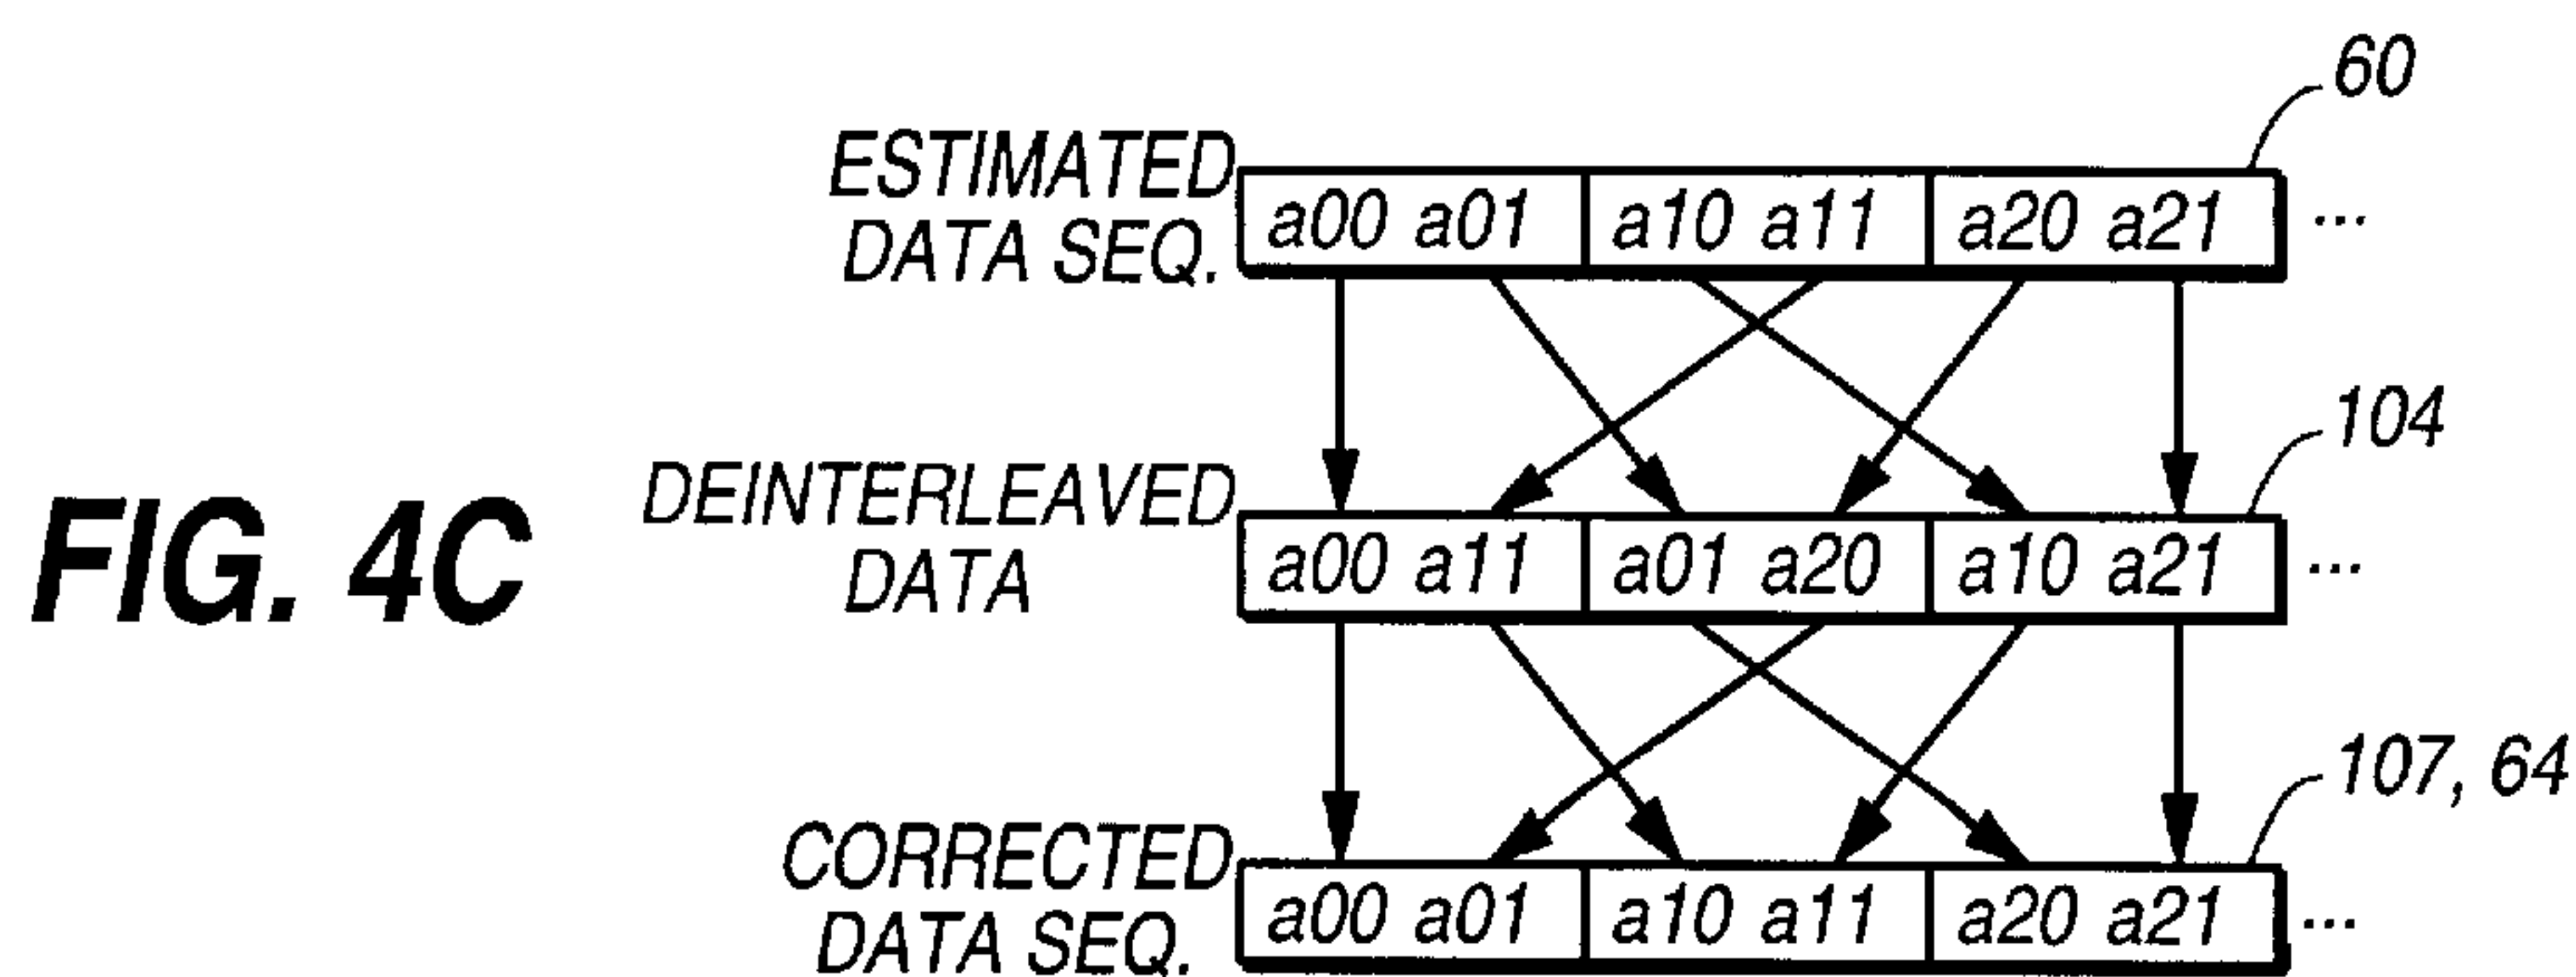 60
ESTIMATED
DATA SEQ.
a00 a01 a10 a11 a20 a21 ...
104
DEINTERLEAVED
DATA
a00 a11 a01 a20 a10 a21 ...
FIG. 4C
107, 64
CORRECTED
DATA SEQ.
a00 a01 a10 a11 a20 a21 ...